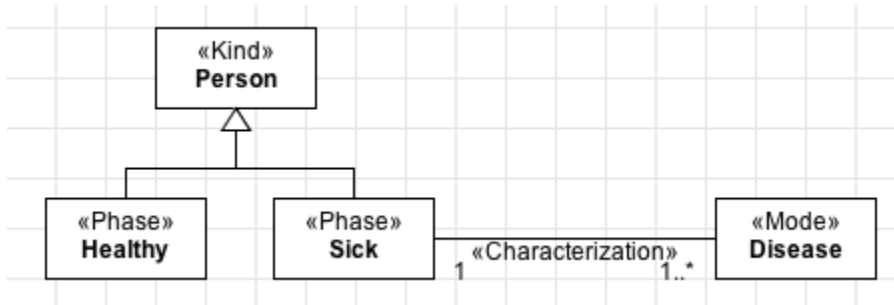 «Kind»
Person
«Phase»
Healthy
«Phase»
Sick
«Characterization»
1
1..*
«Mode»
Disease